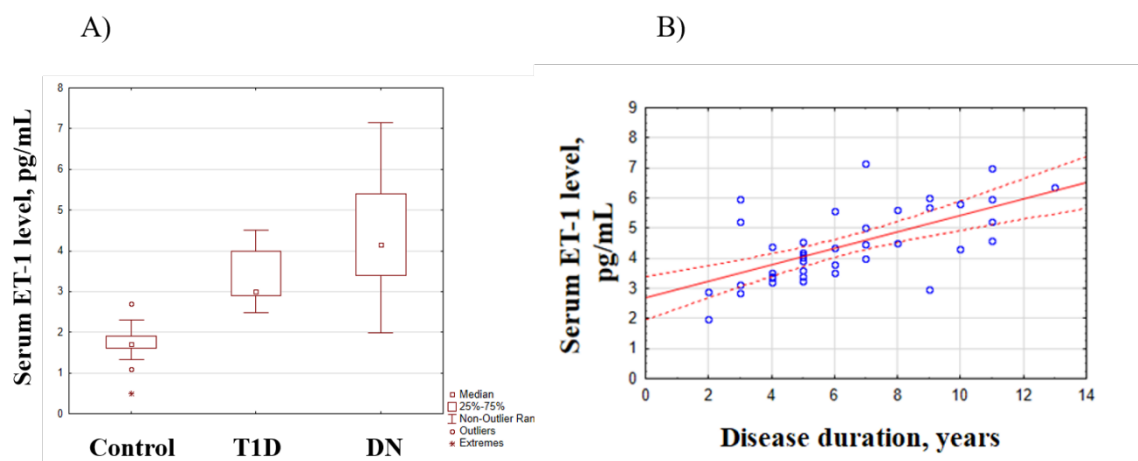 A)
B)
Serum ET-1 level, pg/mL
8
7
6
5
4
3
2
1
0
Control
T1D
DN
Median
25%-75%
Non-Outlier Ran
Outliers
Extremes
Serum ET-1 level,
pg/mL
9
8
7
6
5
4
3
2
1
0
0 2 4 6 8 10 12 14
Disease duration, years